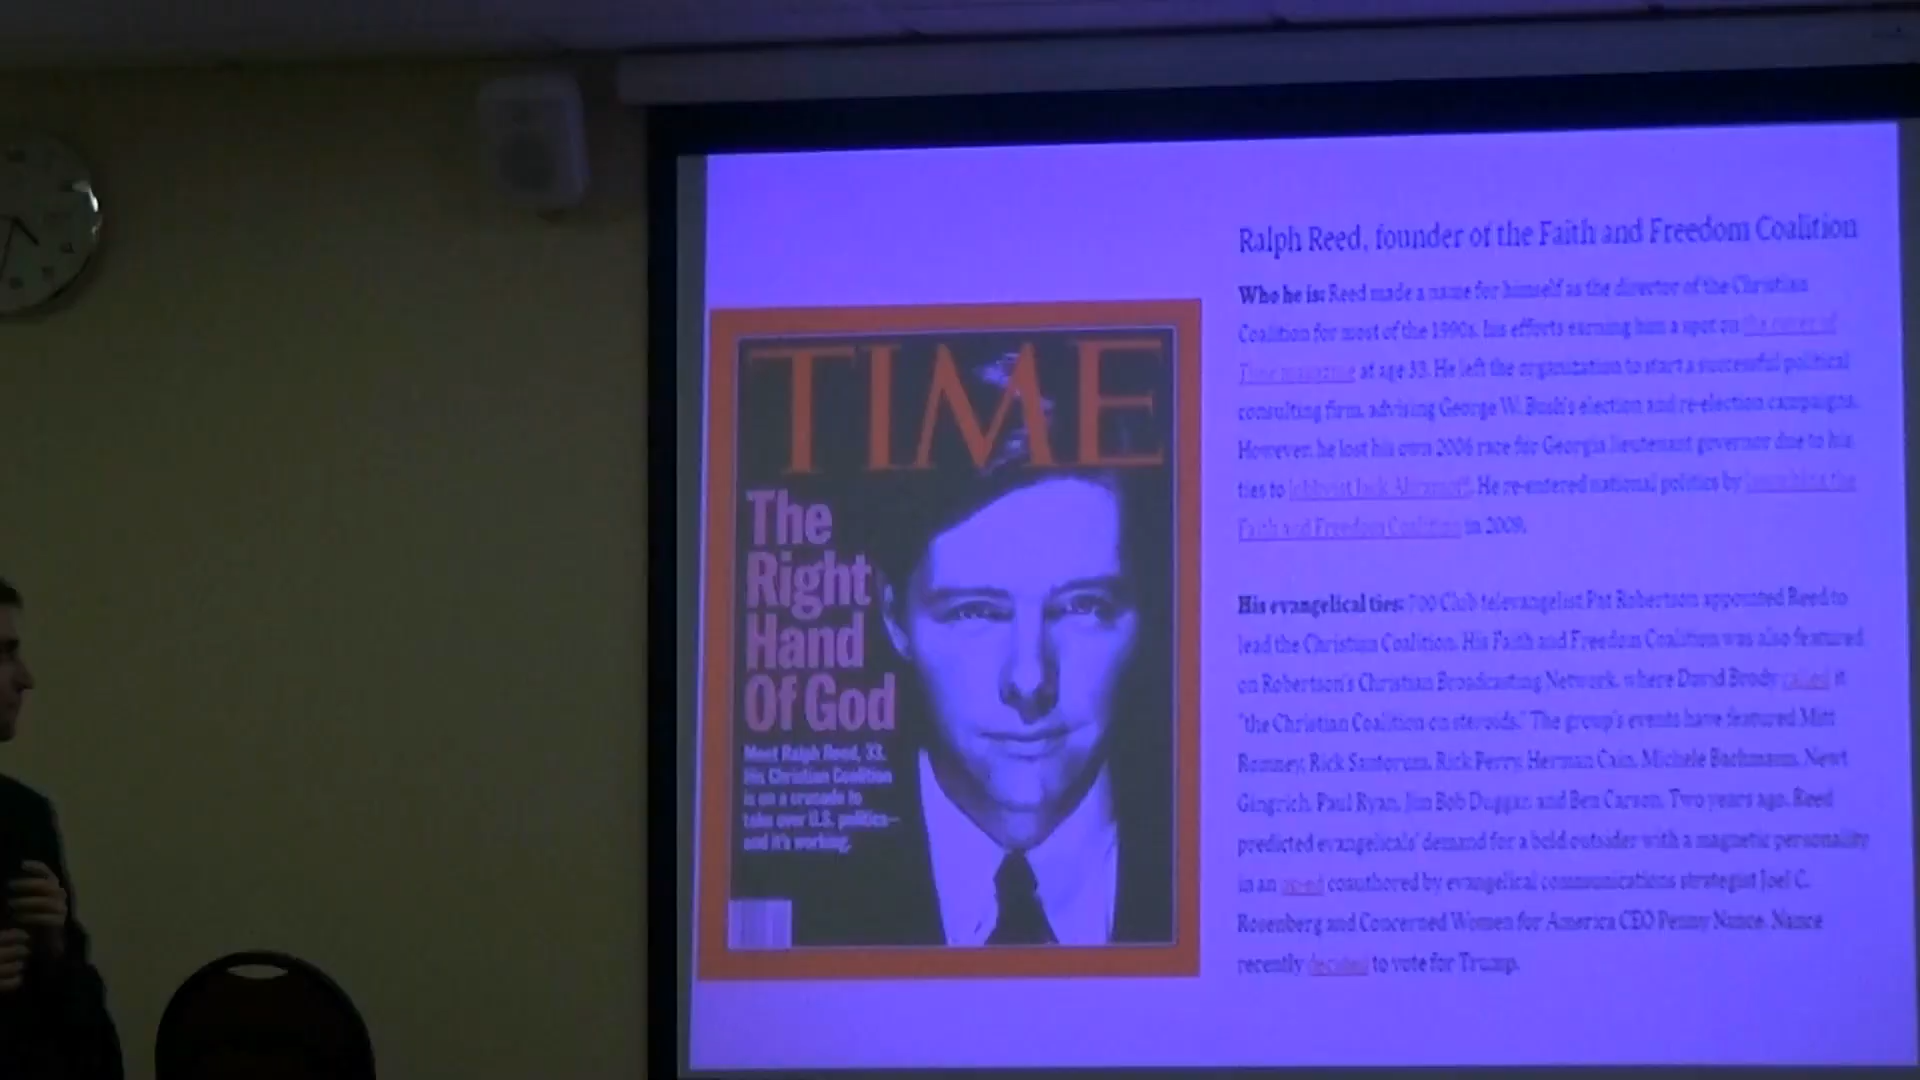 TIME
The
Right
Hand
Of God
Meet Ralph Reed, 33.
His Christian Coalition
is on a crusade to
take over U.S. politics—
and it's working.
Ralph Reed, founder of the Faith and Freedom Coalition
Who he is: Reed made a name for himself as the director of the Christian
Coalition for most of the 1990s, his efforts earning him a spot on the cover of
Time magazine at age 33. He left the organization to start a successful political
consulting firm, advising George W. Bush's election and re-election campaigns.
However, he lost his own 2006 race for Georgia lieutenant governor due to his
ties to lobbyist Jack Abramoff. He re-entered national politics by launching the
Faith and Freedom Coalition in 2009.
His evangelical ties: 700 Club televangelist Pat Robertson appointed Reed to
lead the Christian Coalition. His Faith and Freedom Coalition was also featured
on Robertson's Christian Broadcasting Network, where David Brody called it
"the Christian Coalition on steroids." The group's events have featured Mitt
Romney, Rick Santorum, Rick Perry, Herman Cain, Michele Bachmann, Newt
Gingrich, Paul Ryan, Jim Bob Duggan and Ben Carson. Two years ago, Reed
predicted evangelicals' demand for a bold outsider with a magnetic personality
in an op-ed coauthored by evangelical communications strategist Joel C.
Rosenberg and Concerned Women for America CEO Penny Nance. Nance
recently decided to vote for Trump.